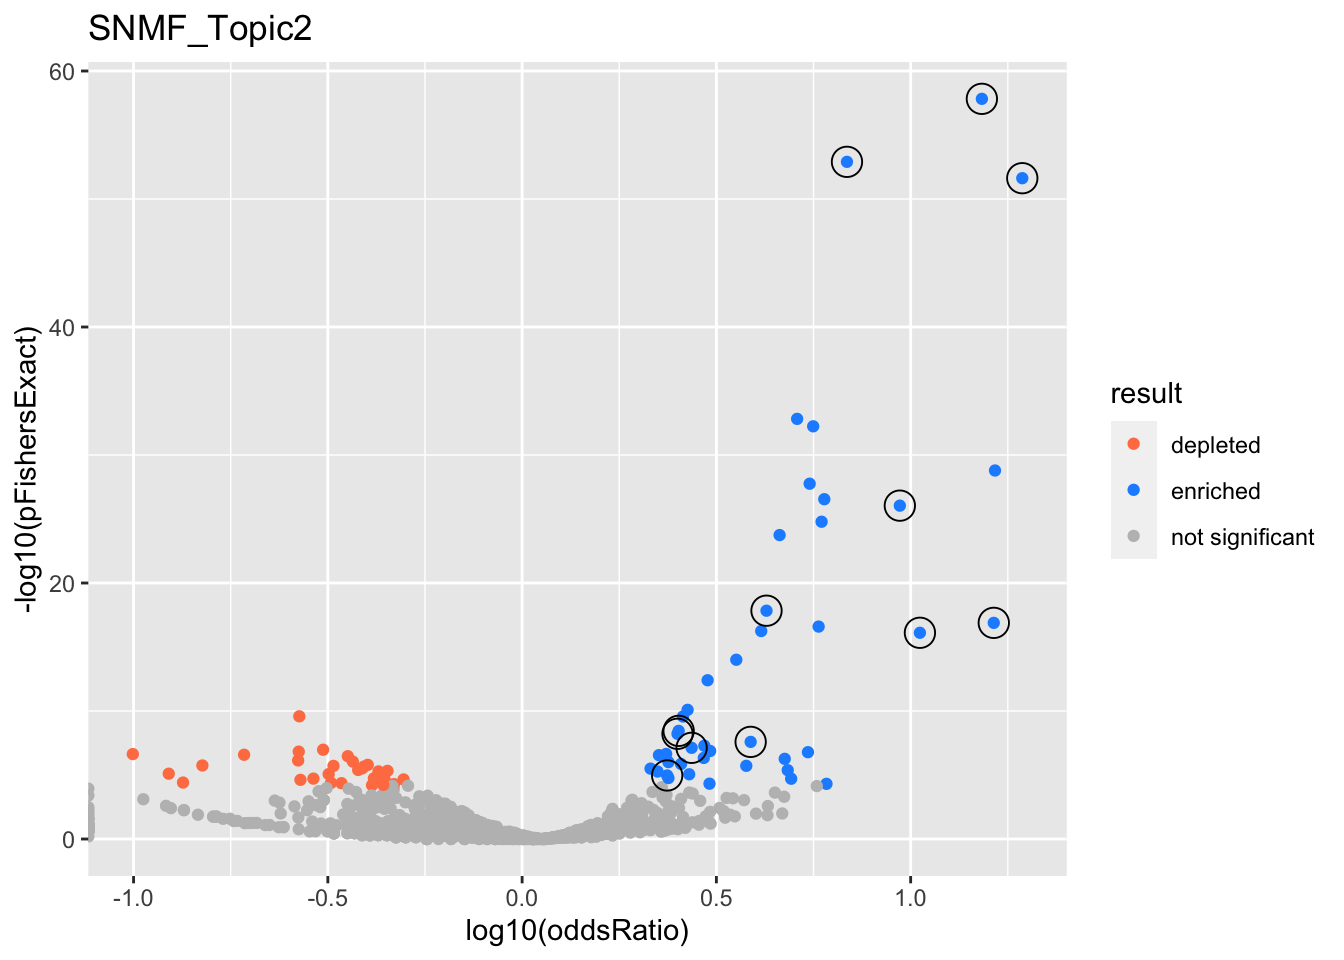 SNMF_Topic2
60
40
20
0
-log10(pFishersExact)
-1.0
-0.5
0.0
0.5
1.0
log10(oddsRatio)
result
depleted
enriched
not significant